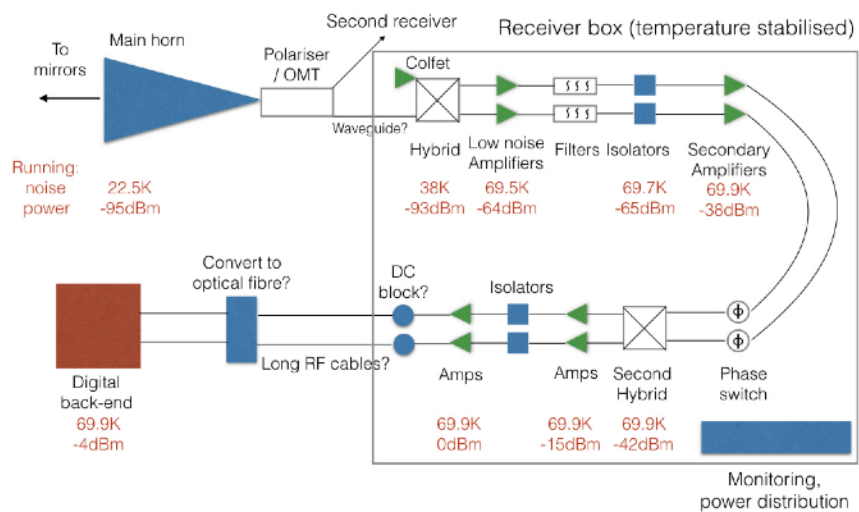 Second receiver
Receiver box (temperature stabilised)
To
mirrors
Main horn
Polariser
/ OMT
Colfet
Waveguide?
Hybrid
Low noise
Amplifiers
Filters
Isolators
Secondary
Amplifiers
Running:
noise
power
22.5K
-95dBm
38K
-93dBm
69.5K
-64dBm
69.7K
-65dBm
69.9K
-38dBm
Convert to
optical fibre?
DC
block?
Isolators
ϕ
ϕ
Long RF cables?
Digital
back-end
69.9K
-4dBm
Amps
69.9K
0dBm
Amps
69.9K
-15dBm
Second
Hybrid
69.9K
-42dBm
Phase
switch
Monitoring,
power distribution